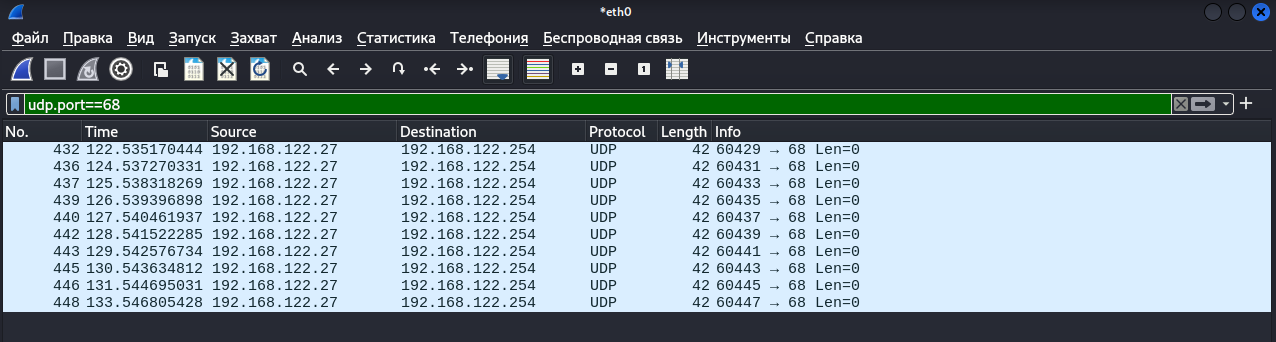 *eth0
Файл Правка Вид Запуск Захват Анализ Статистика Телефония Беспроводная связь Инструменты Справка
udp.port==68
No. Time Source Destination Protocol Length Info
432 122.535170444 192.168.122.27 192.168.122.254 UDP 42 60429 → 68 Len=0
436 124.537270331 192.168.122.27 192.168.122.254 UDP 42 60431 → 68 Len=0
437 125.538318269 192.168.122.27 192.168.122.254 UDP 42 60433 → 68 Len=0
439 126.539396898 192.168.122.27 192.168.122.254 UDP 42 60435 → 68 Len=0
440 127.540461937 192.168.122.27 192.168.122.254 UDP 42 60437 → 68 Len=0
442 128.541522285 192.168.122.27 192.168.122.254 UDP 42 60439 → 68 Len=0
443 129.542576734 192.168.122.27 192.168.122.254 UDP 42 60441 → 68 Len=0
445 130.543634812 192.168.122.27 192.168.122.254 UDP 42 60443 → 68 Len=0
446 131.544695031 192.168.122.27 192.168.122.254 UDP 42 60445 → 68 Len=0
448 133.546805428 192.168.122.27 192.168.122.254 UDP 42 60447 → 68 Len=0